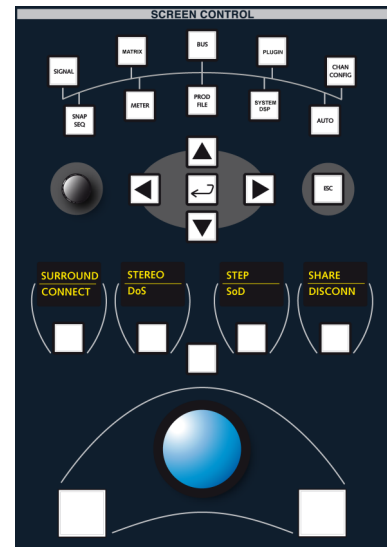 SCREEN CONTROL
BUS
MATRIX
PLUGIN
SIGNAL
CHAN
CONFIG
SNAP
SEQ
METER
PROD
FILE
SYSTEM
DSP
AUTO
ESC
SURROUND
CONNECT
STEREO
DoS
STEP
SoD
SHARE
DISCONN